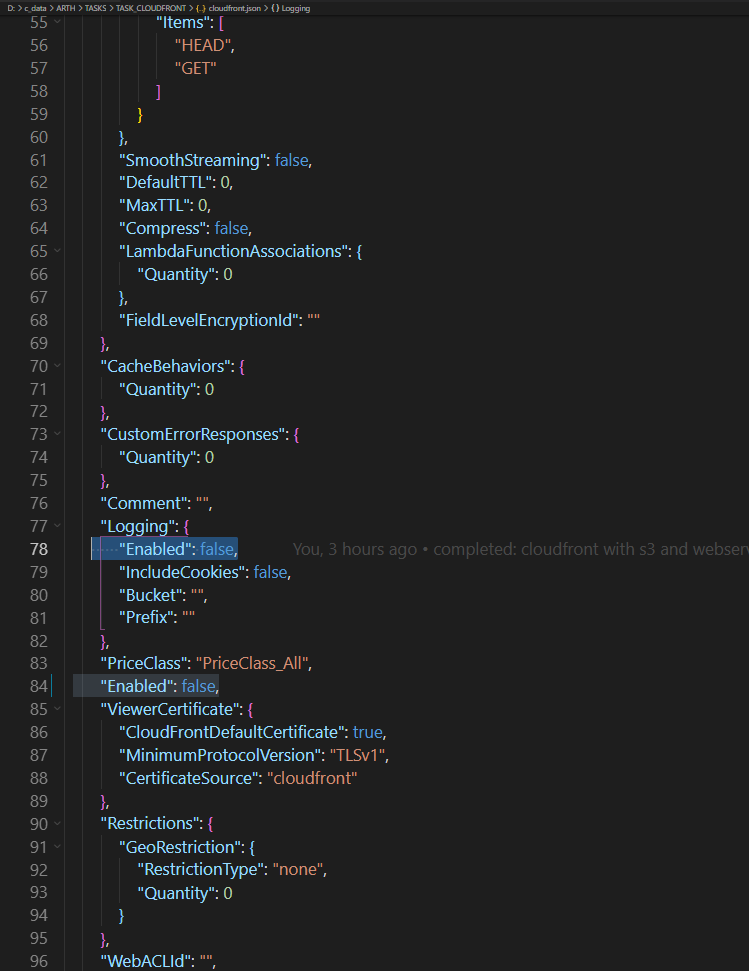 D: > c_data > ARTH > TASKS > TASK_CLOUDFRONT > {..} cloudfront.json > { } Logging
55 "Items": [
56 "HEAD",
57 "GET"
58 ]
59 }
60 },
61 "SmoothStreaming": false,
62 "DefaultTTL": 0,
63 "MaxTTL": 0,
64 "Compress": false,
65 "LambdaFunctionAssociations": {
66 "Quantity": 0
67 },
68 "FieldLevelEncryptionId": ""
69 },
70 "CacheBehaviors": {
71 "Quantity": 0
72 },
73 "CustomErrorResponses": {
74 "Quantity": 0
75 },
76 "Comment": "",
77 "Logging": {
78 "Enabled": false, You, 3 hours ago • completed: cloudfront with s3 and webserv
79 "IncludeCookies": false,
80 "Bucket": "",
81 "Prefix": ""
82 },
83 "PriceClass": "PriceClass_All",
84 "Enabled": false,
85 "ViewerCertificate": {
86 "CloudFrontDefaultCertificate": true,
87 "MinimumProtocolVersion": "TLSv1",
88 "CertificateSource": "cloudfront"
89 },
90 "Restrictions": {
91 "GeoRestriction": {
92 "RestrictionType": "none",
93 "Quantity": 0
94 }
95 },
96 "WebACLId": "",